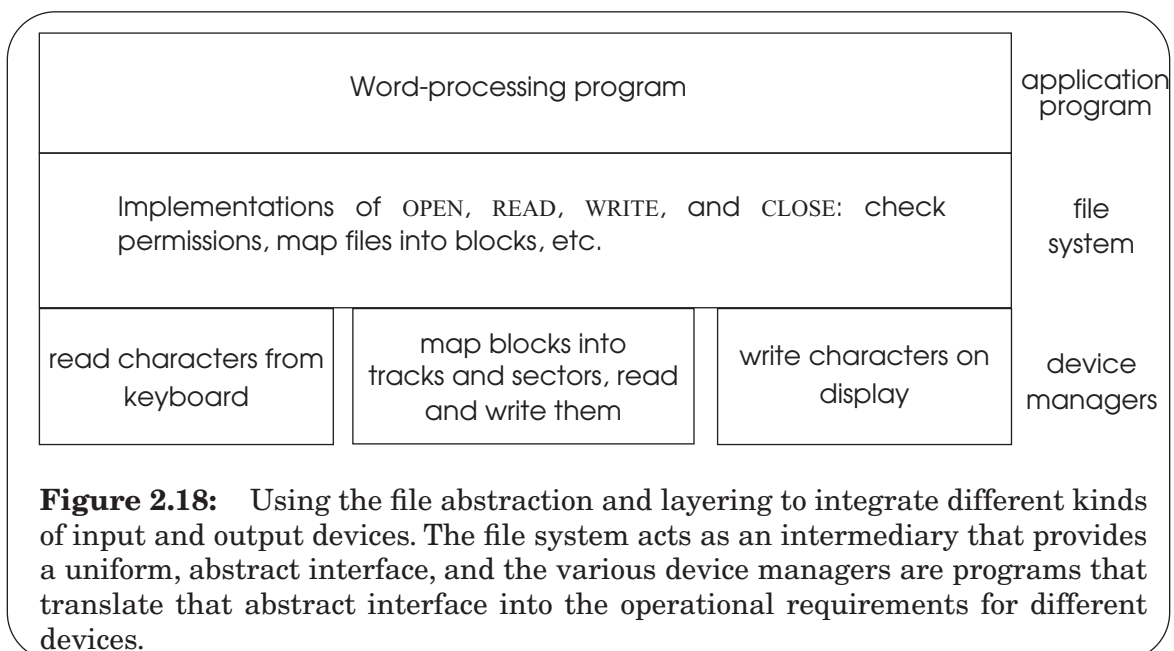 Word-processing program
application
program
Implementations of OPEN, READ, WRITE, and CLOSE: check
permissions, map files into blocks, etc.
file
system
read characters from
keyboard
map blocks into
tracks and sectors, read
and write them
write characters on
display
device
managers
Figure 2.18: Using the file abstraction and layering to integrate different kinds
of input and output devices. The file system acts as an intermediary that provides
a uniform, abstract interface, and the various device managers are programs that
translate that abstract interface into the operational requirements for different
devices.